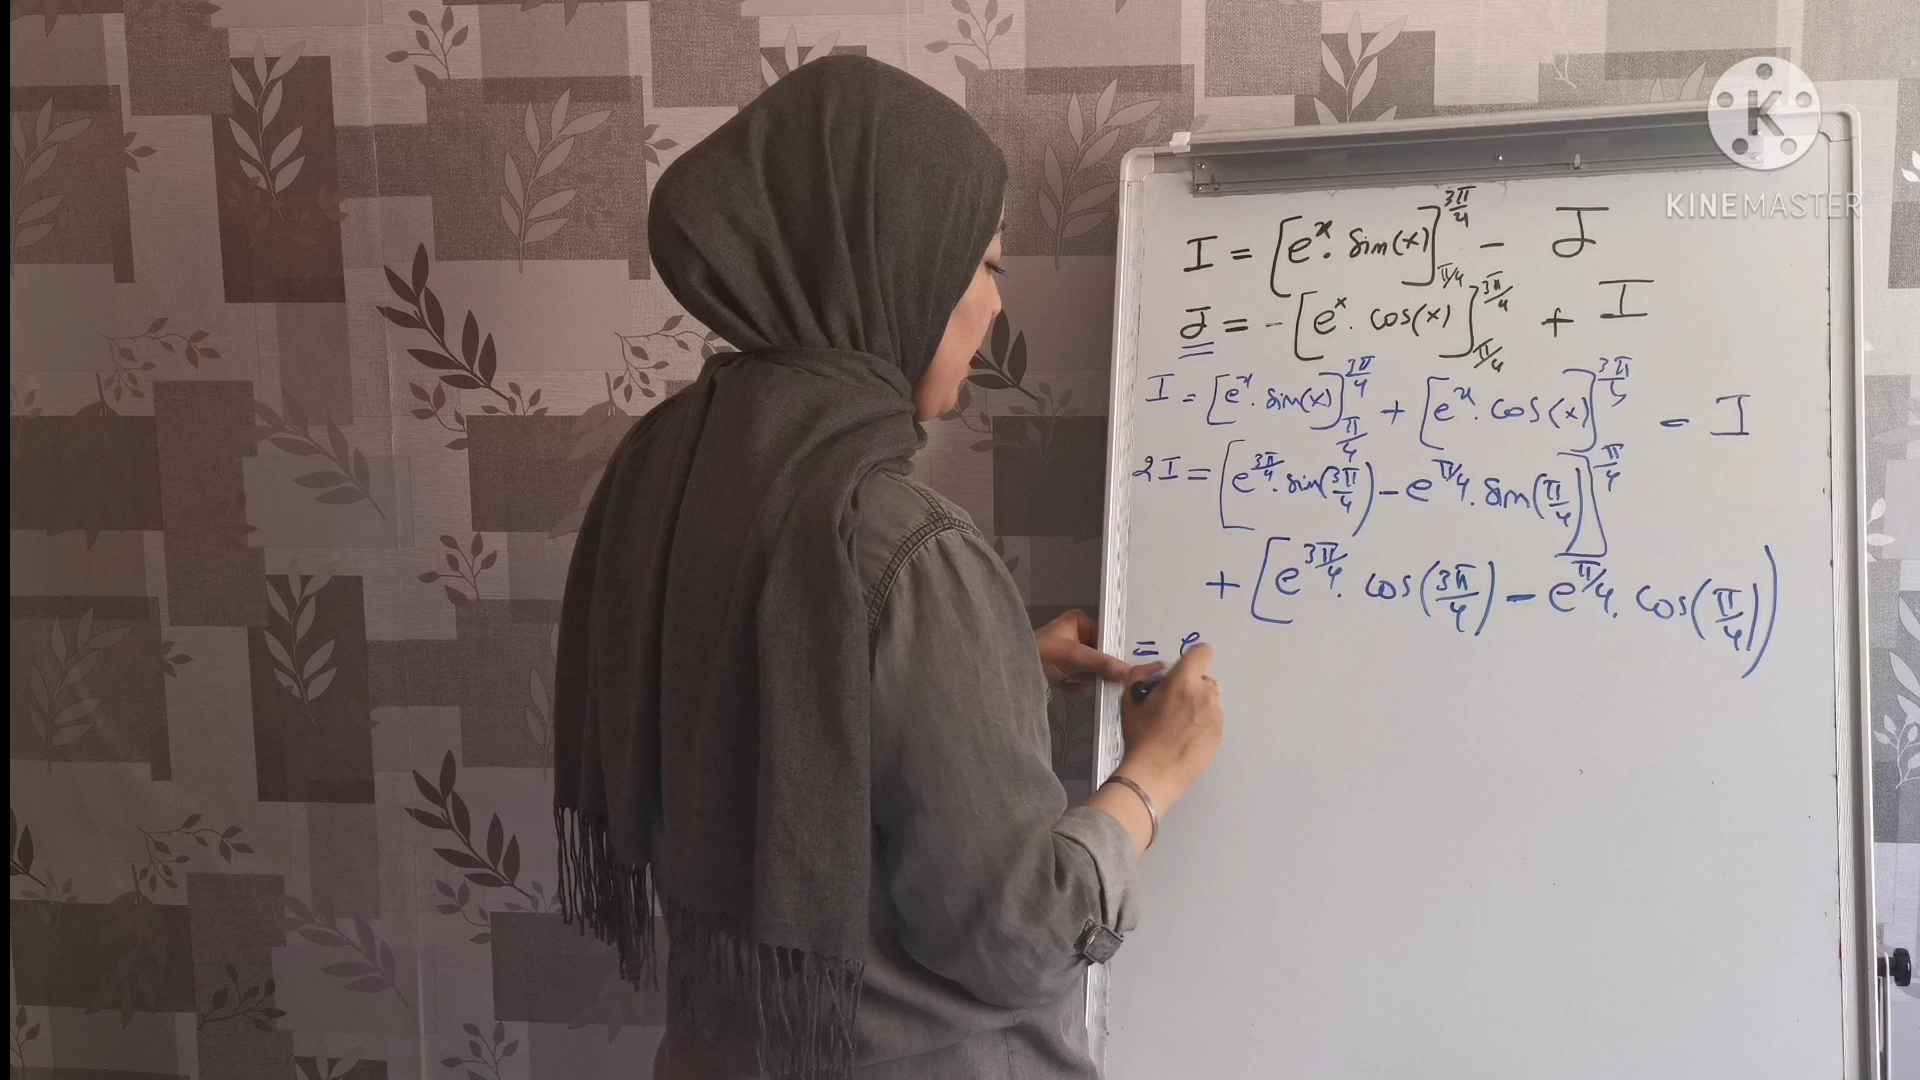 K
KINEMASTER
I = [e^x . sin(x)]_{π/4}^{3π/4} - J
J = - [e^x . cos(x)]_{π/4}^{3π/4} + I
I = [e^x . sin(x)]_{π/4}^{3π/4} + [e^x . cos(x)]_{π/4}^{3π/4} - I
2I = [e^{3π/4} . sin(3π/4) - e^{π/4} . sin(π/4)]
+ [e^{3π/4} . cos(3π/4) - e^{π/4} . cos(π/4)]
= e